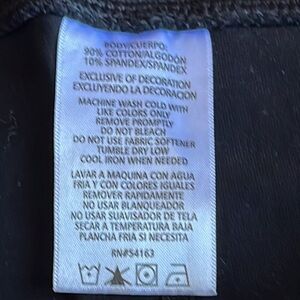 BODY/CUERPO:
90% COTTON/ALGODÓN
10% SPANDEX/SPANDEX
EXCLUSIVE OF DECORATION
EXCLUYENDO LA DECORACIÓN
MACHINE WASH COLD WITH
LIKE COLORS ONLY
REMOVE PROMPTLY
DO NOT BLEACH
DO NOT USE FABRIC SOFTENER
TUMBLE DRY LOW
COOL IRON WHEN NEEDED
LAVAR A MAQUINA CON AGUA
FRIA Y CON COLORES IGUALES
REMOVER RAPIDAMENTE
NO USAR BLANQUEADOR
NO USAR SUAVISADOR DE TELA
SECAR A TEMPERATURA BAJA
PLANCHA FRIA SI NECESITA
RN#54163